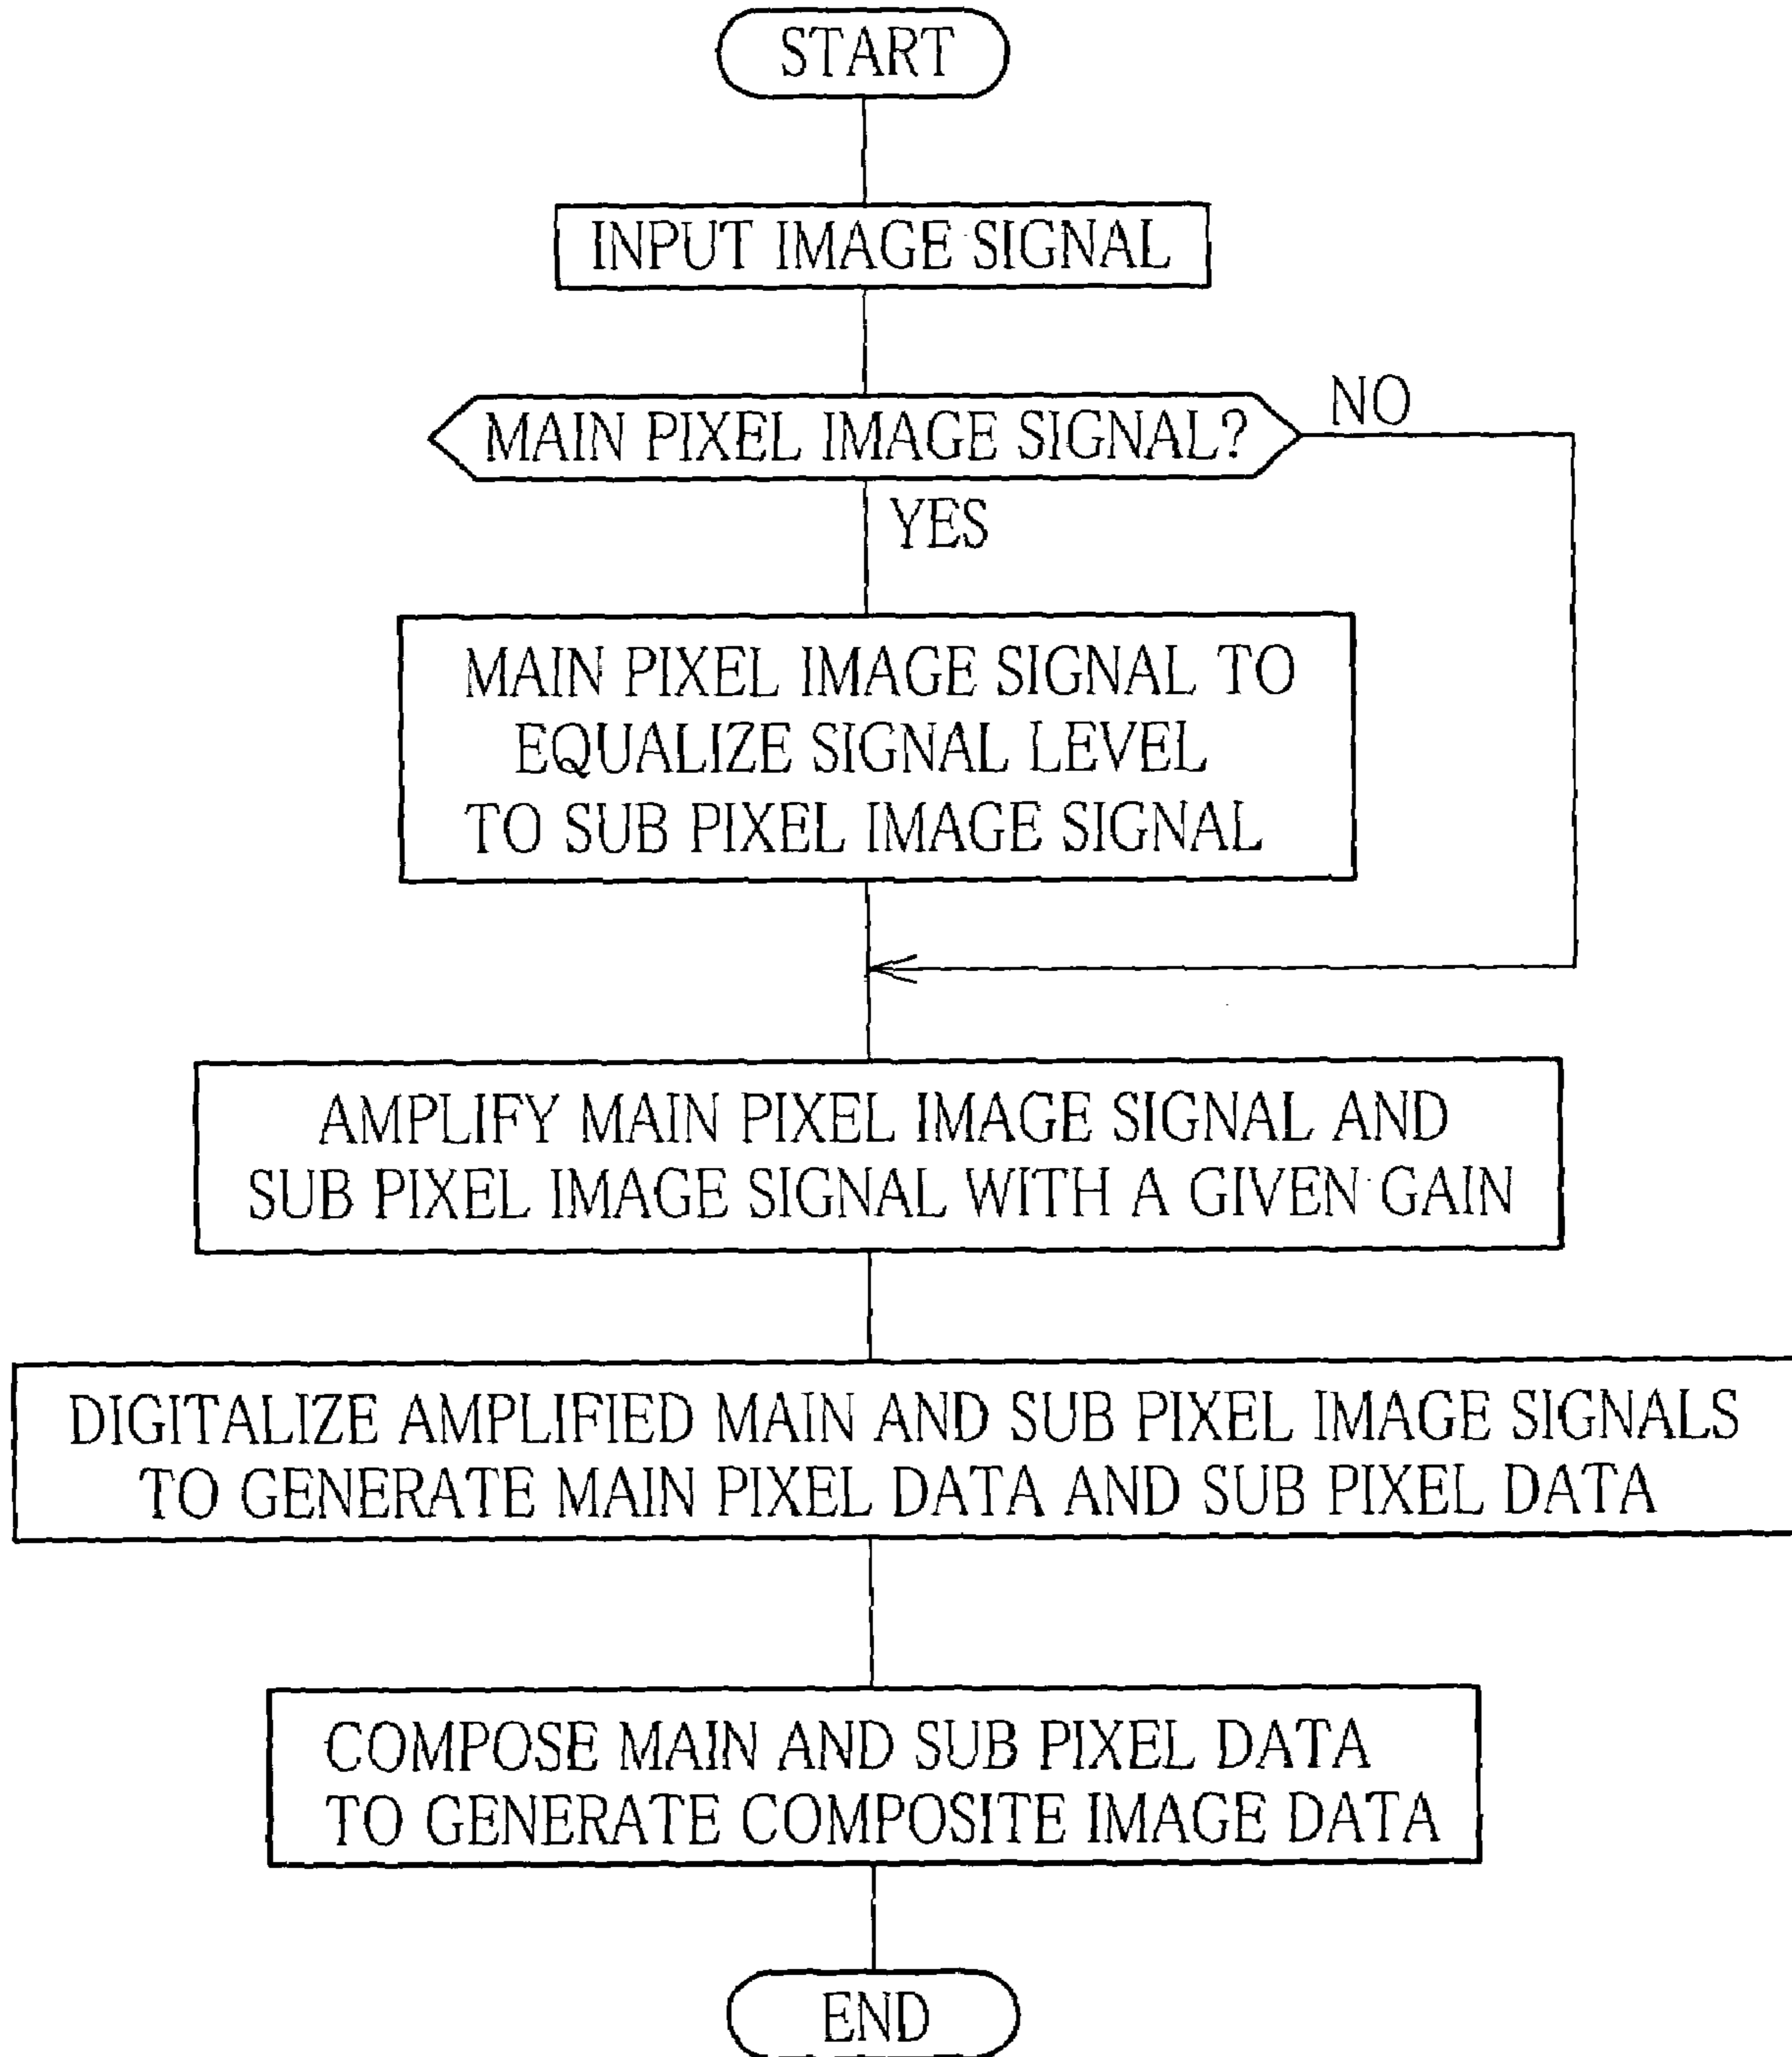 START
INPUT IMAGE SIGNAL
MAIN PIXEL IMAGE SIGNAL?
NO
YES
MAIN PIXEL IMAGE SIGNAL TO
EQUALIZE SIGNAL LEVEL
TO SUB PIXEL IMAGE SIGNAL
AMPLIFY MAIN PIXEL IMAGE SIGNAL AND
SUB PIXEL IMAGE SIGNAL WITH A GIVEN GAIN
DIGITALIZE AMPLIFIED MAIN AND SUB PIXEL IMAGE SIGNALS
TO GENERATE MAIN PIXEL DATA AND SUB PIXEL DATA
COMPOSE MAIN AND SUB PIXEL DATA
TO GENERATE COMPOSITE IMAGE DATA
END